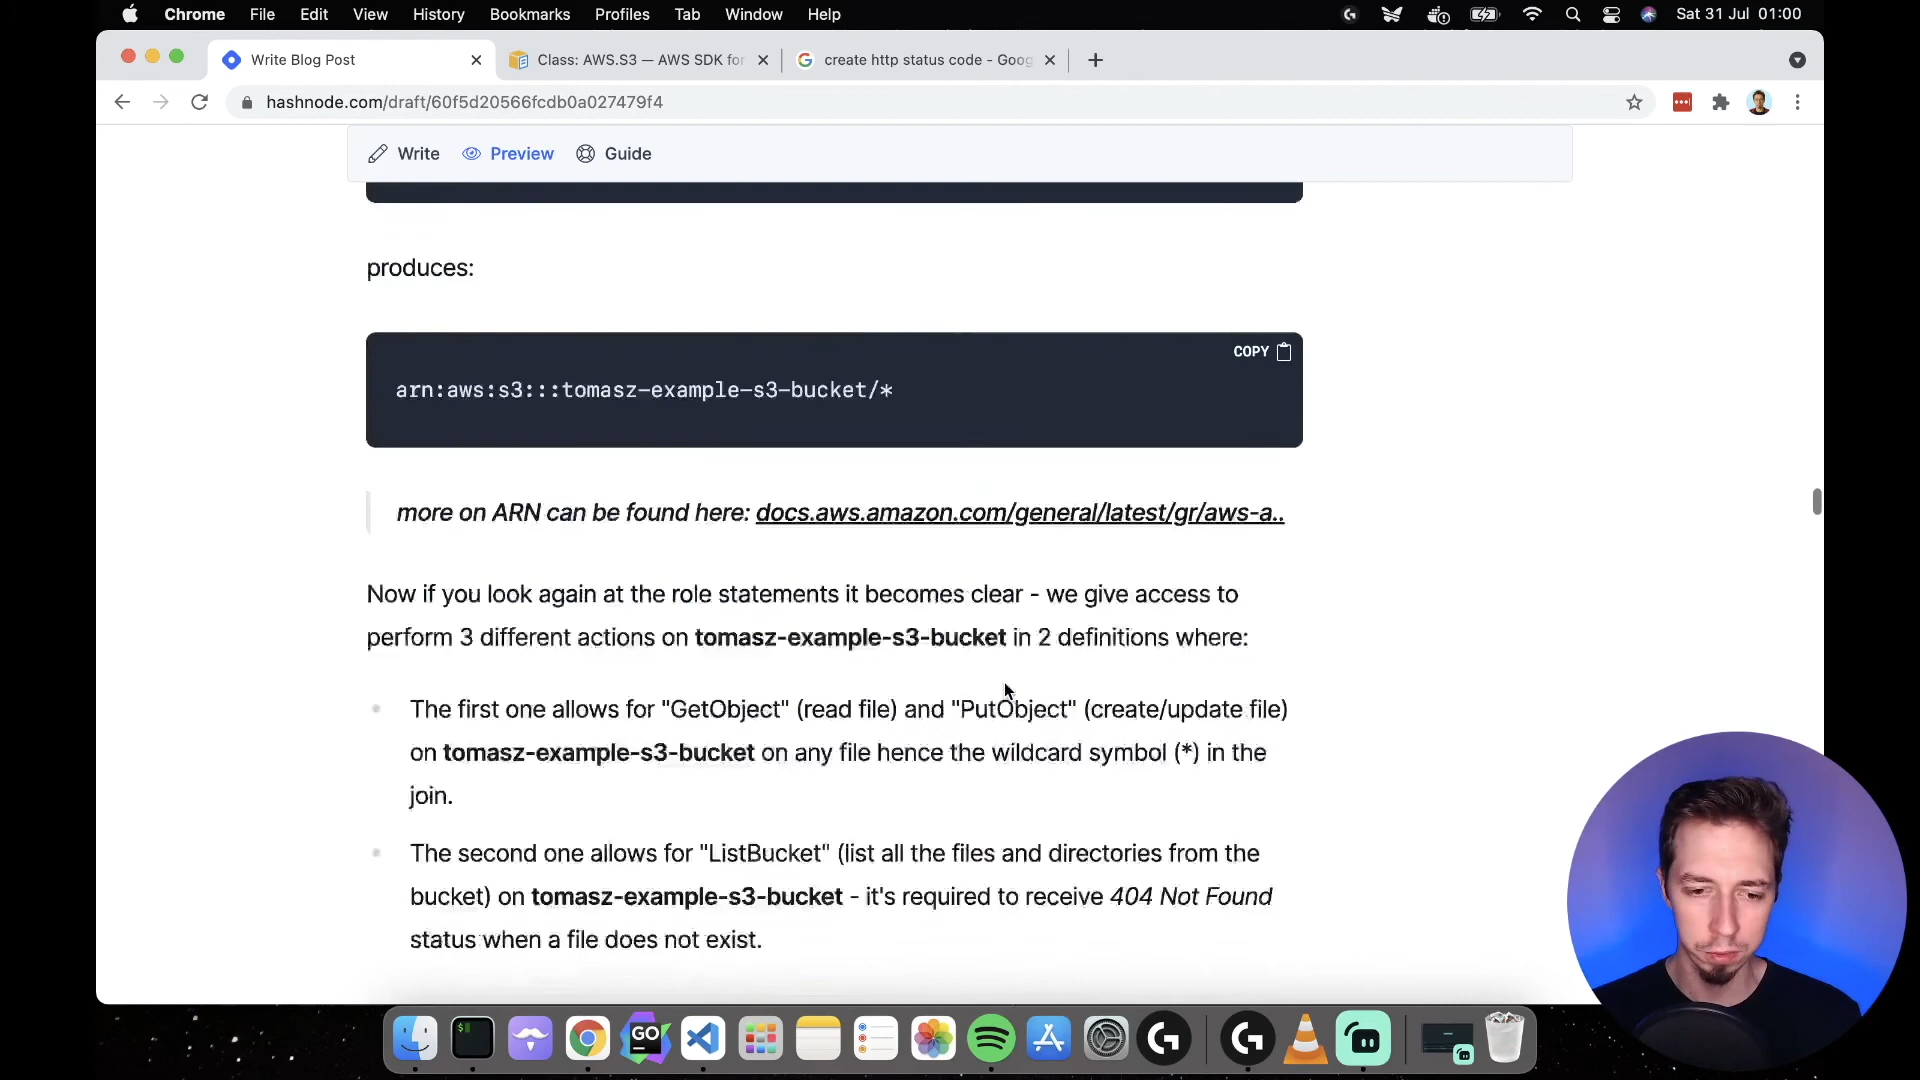 Chrome File Edit View History Bookmarks Profiles Tab Window Help Sat 31 Jul 01:00
Write Blog Post Class: AWS.S3 — AWS SDK for create http status code - Goog
hashnode.com/draft/60f5d20566fcdb0a027479f4
Write Preview Guide
produces:
COPY
arn:aws:s3:::tomasz-example-s3-bucket/*
more on ARN can be found here: docs.aws.amazon.com/general/latest/gr/aws-a..
Now if you look again at the role statements it becomes clear - we give access to
perform 3 different actions on tomasz-example-s3-bucket in 2 definitions where:
The first one allows for "GetObject" (read file) and "PutObject" (create/update file)
on tomasz-example-s3-bucket on any file hence the wildcard symbol (*) in the
join.
The second one allows for "ListBucket" (list all the files and directories from the
bucket) on tomasz-example-s3-bucket - it's required to receive 404 Not Found
status when a file does not exist.
GO